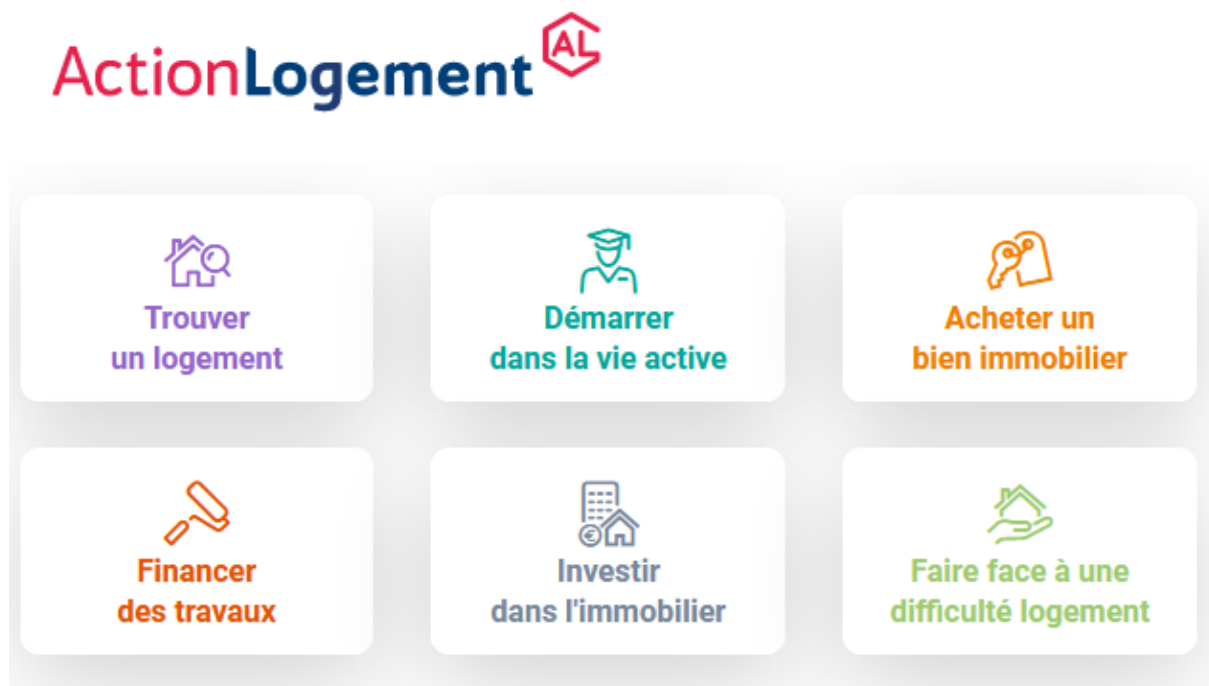 ActionLogement AL
Trouver
un logement
Démarrer
dans la vie active
Acheter un
bien immobilier
Financer
des travaux
Investir
dans l'immobilier
Faire face à une
difficulté logement